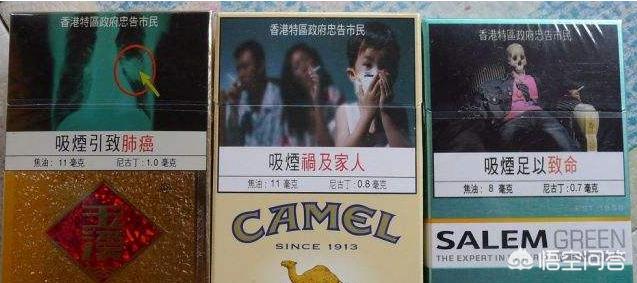 香港特區政府忠告市民
吸煙引致肺癌
焦油：11 毫克 尼古丁：1.0 毫克
玉溪
香港特區政府忠告市民
吸煙禍及家人
焦油：11 毫克 尼古丁：0.8 毫克
CAMEL
SINCE 1913
香港特區政府忠告市民
吸煙足以致命
焦油：8 毫克 尼古丁：0.7 毫克
SALEM GREEN
THE EXPERT IN
悟空问答